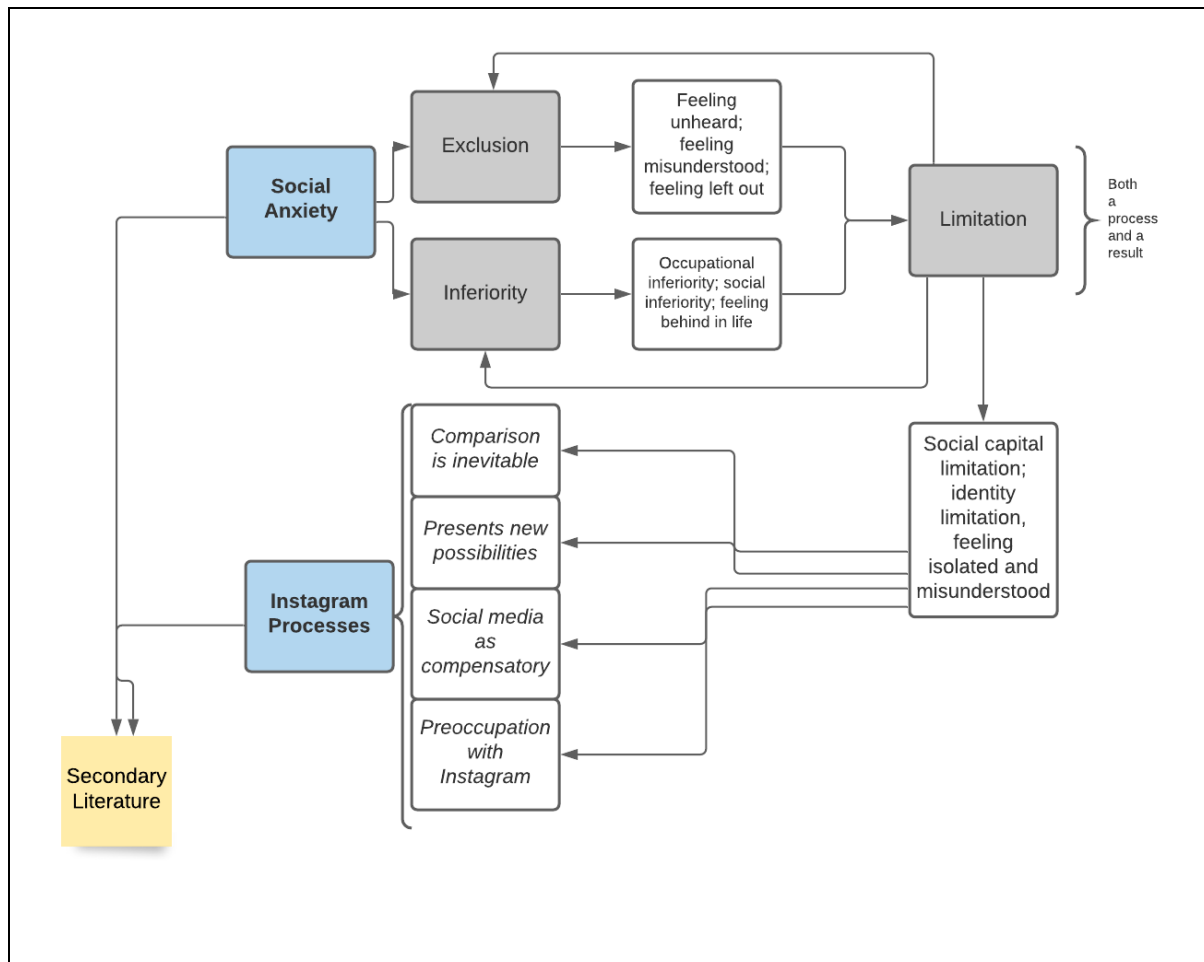 Social
Anxiety
Exclusion
Feeling
unheard;
feeling
misunderstood;
feeling left out
Inferiority
Occupational
inferiority; social
inferiority; feeling
behind in life
Limitation
Both
a
process
and a
result
Social capital
limitation;
identity
limitation,
feeling
isolated and
misunderstood
Instagram
Processes
Comparison
is inevitable
Presents new
possibilities
Social media
as
compensatory
Preoccupation
with
Instagram
Secondary
Literature